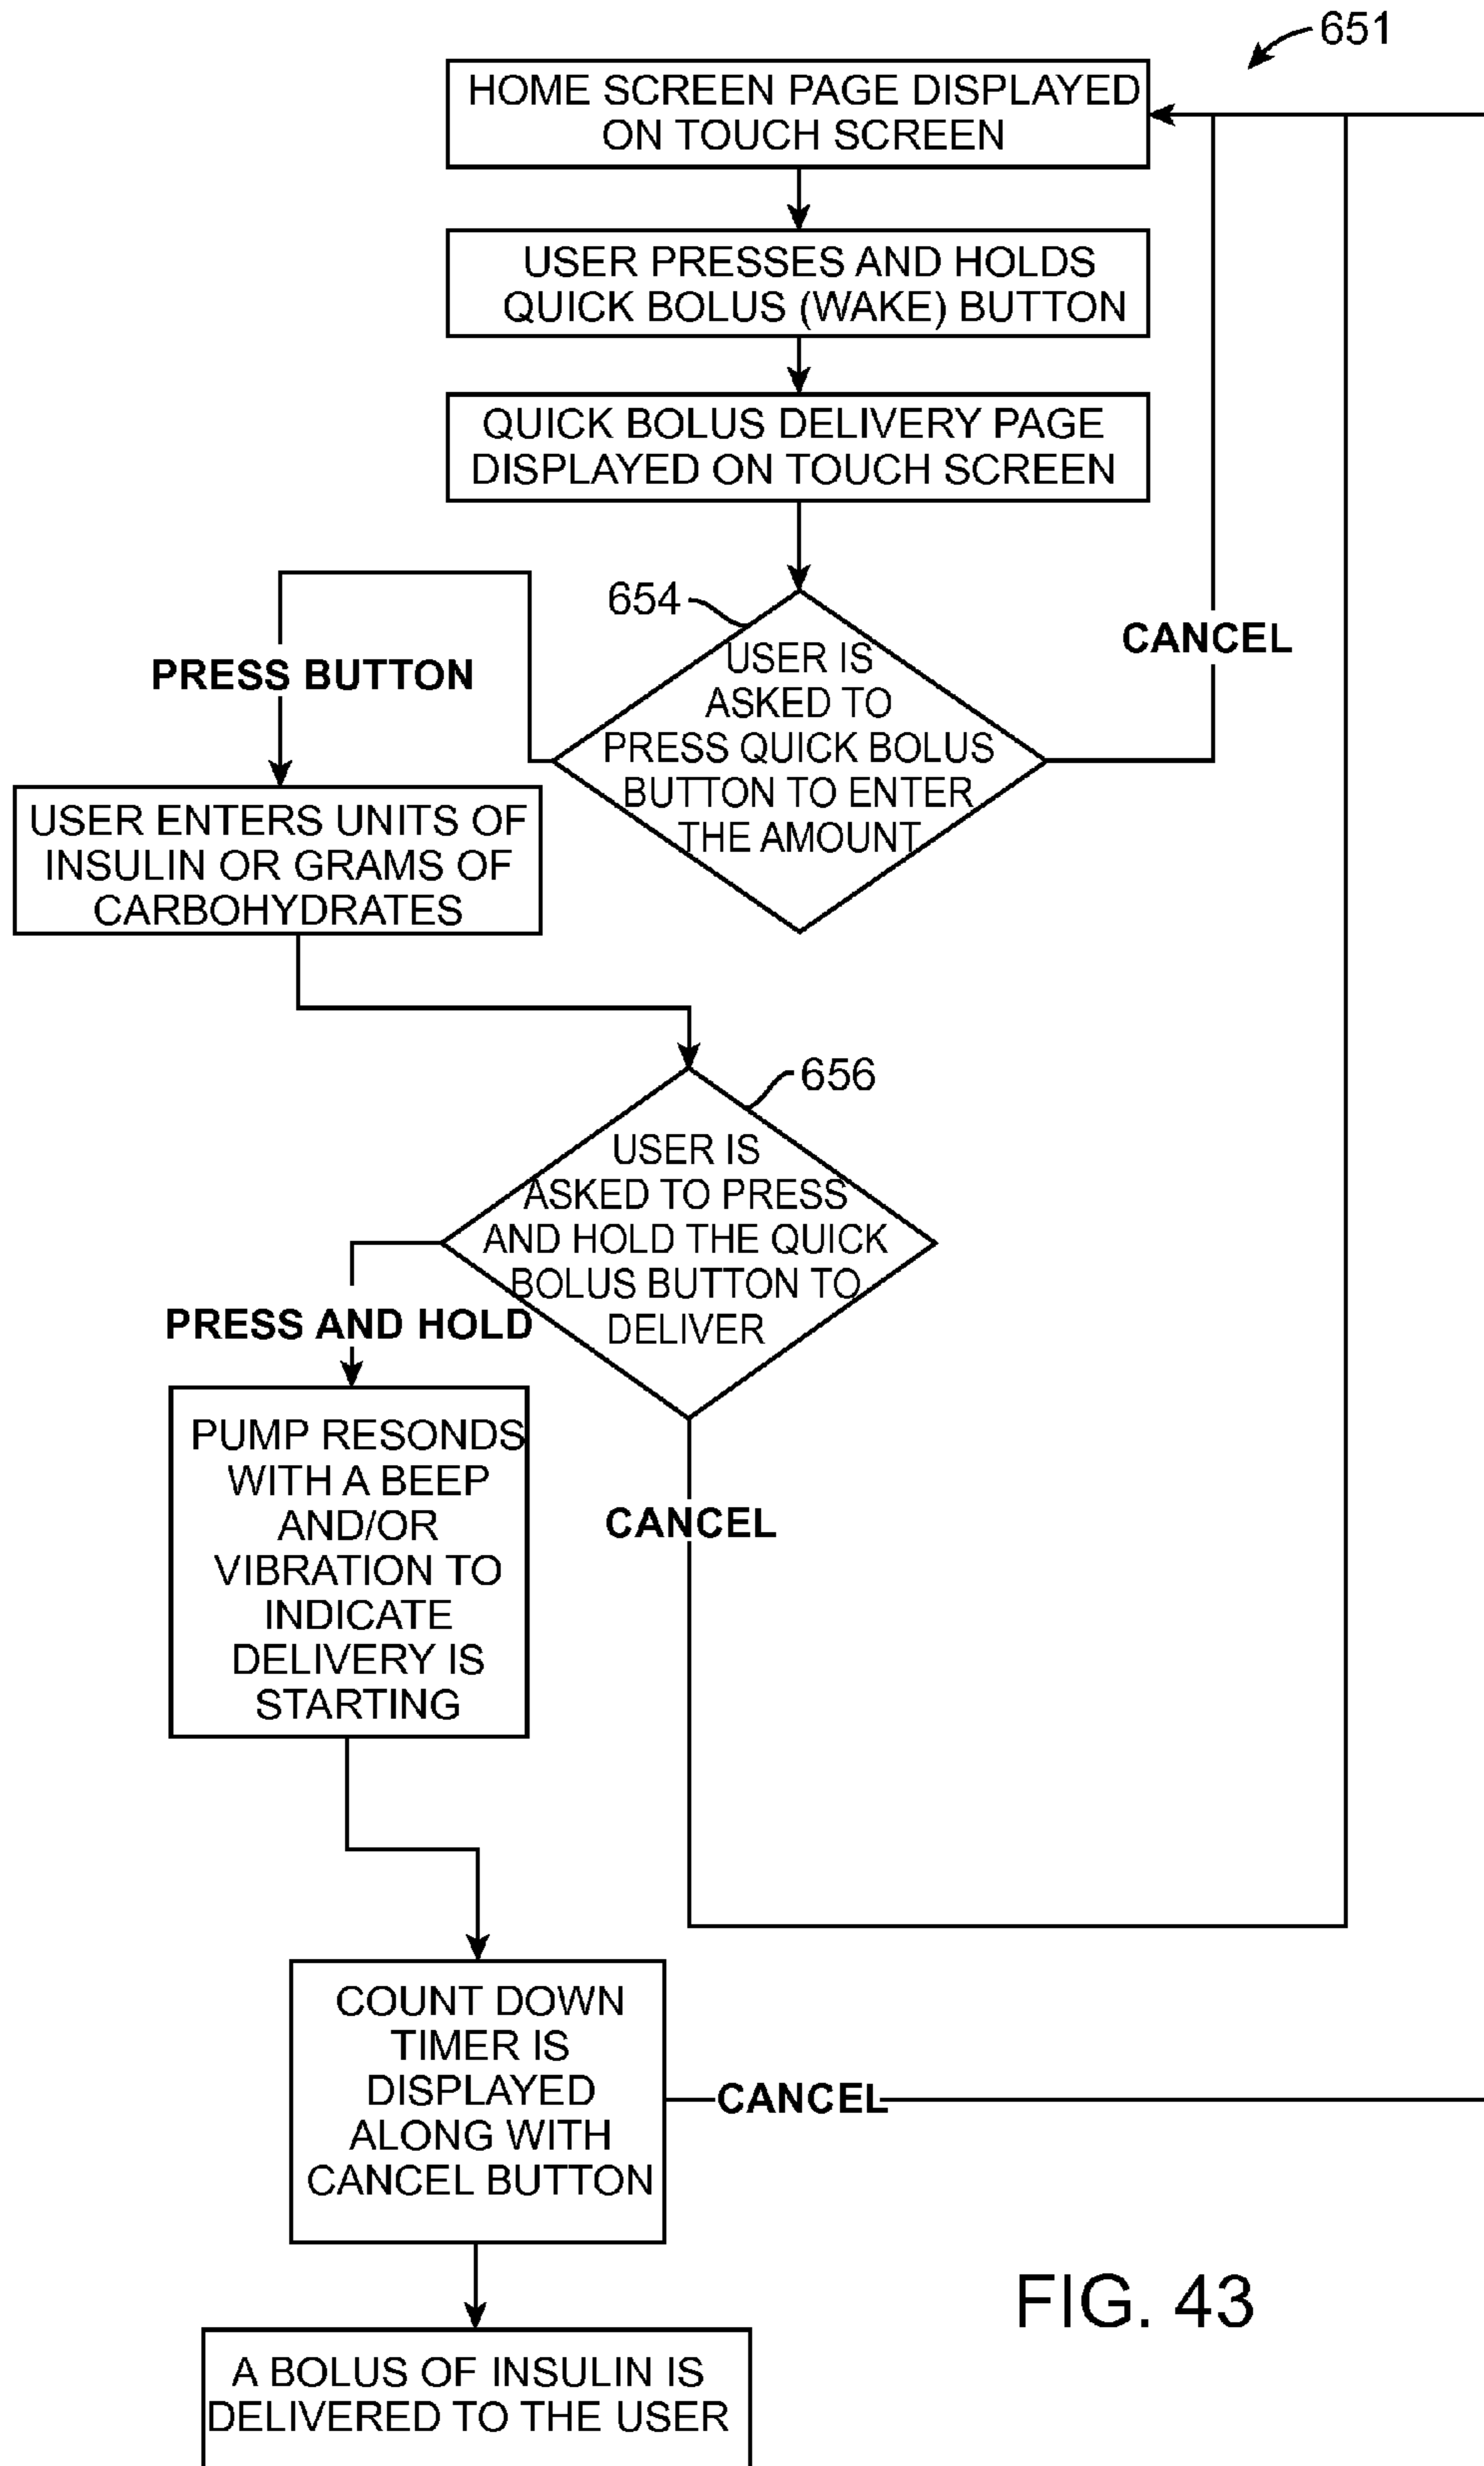 651
HOME SCREEN PAGE DISPLAYED
ON TOUCH SCREEN
USER PRESSES AND HOLDS
QUICK BOLUS (WAKE) BUTTON
QUICK BOLUS DELIVERY PAGE
DISPLAYED ON TOUCH SCREEN
654
USER IS
ASKED TO
PRESS QUICK BOLUS
BUTTON TO ENTER
THE AMOUNT
CANCEL
PRESS BUTTON
USER ENTERS UNITS OF
INSULIN OR GRAMS OF
CARBOHYDRATES
656
USER IS
ASKED TO PRESS
AND HOLD THE QUICK
BOLUS BUTTON TO
DELIVER
PRESS AND HOLD
CANCEL
PUMP RESONDS
WITH A BEEP
AND/OR
VIBRATION TO
INDICATE
DELIVERY IS
STARTING
COUNT DOWN
TIMER IS
DISPLAYED
ALONG WITH
CANCEL BUTTON
CANCEL
A BOLUS OF INSULIN IS
DELIVERED TO THE USER
FIG. 43